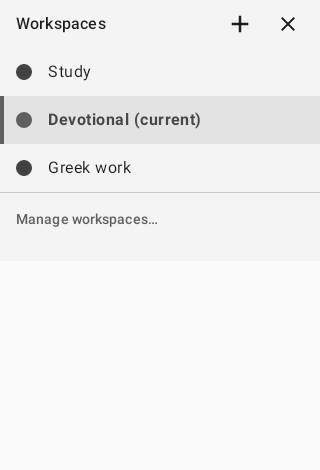 Workspaces
Study
Devotional (current)
Greek work
Manage workspaces…